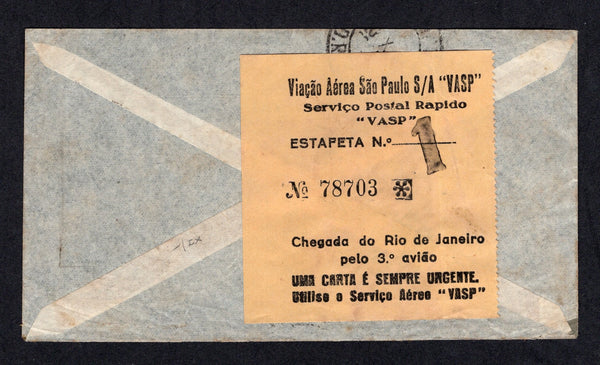 Viação Aérea São Paulo S/A "VASP"
Serviço Postal Rapido
"VASP"
ESTAFETA N.º 1
Nº 78703
Chegada do Rio de Janeiro
pelo 3.º avião
UMA CARTA É SEMPRE URGENTE.
Utilise o Serviço Aéreo "VASP"